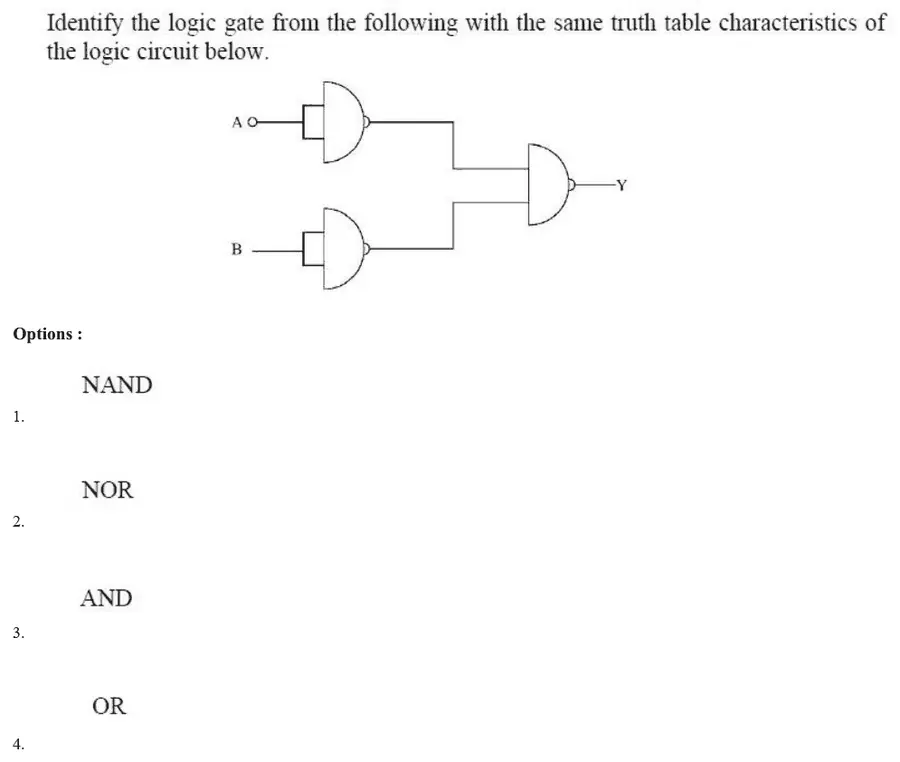 Identify the logic gate from the following with the same truth table characteristics of
the logic circuit below.
A
Y
B
Options :
NAND
1.
NOR
2.
AND
3.
OR
4.